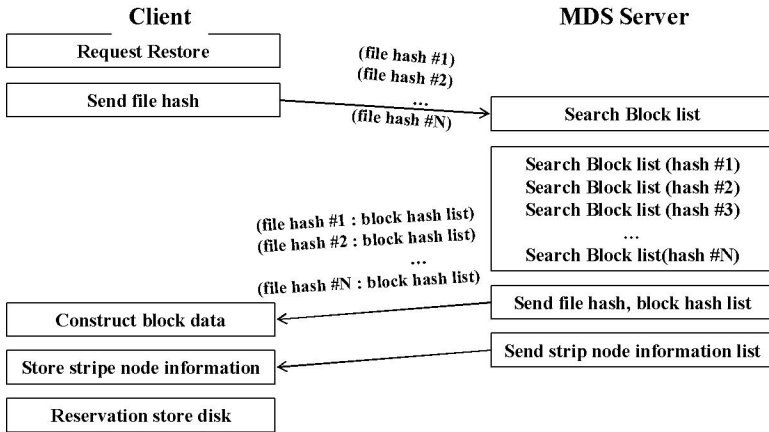 Client
MDS Server
Request Restore
(file hash #1)
(file hash #2)
...
(file hash #N)
Send file hash
Search Block list
Search Block list (hash #1)
Search Block list (hash #2)
Search Block list (hash #3)
...
Search Block list(hash #N)
(file hash #1 : block hash list)
(file hash #2 : block hash list)
...
(file hash #N : block hash list)
Send file hash, block hash list
Construct block data
Send strip node information list
Store stripe node information
Reservation store disk